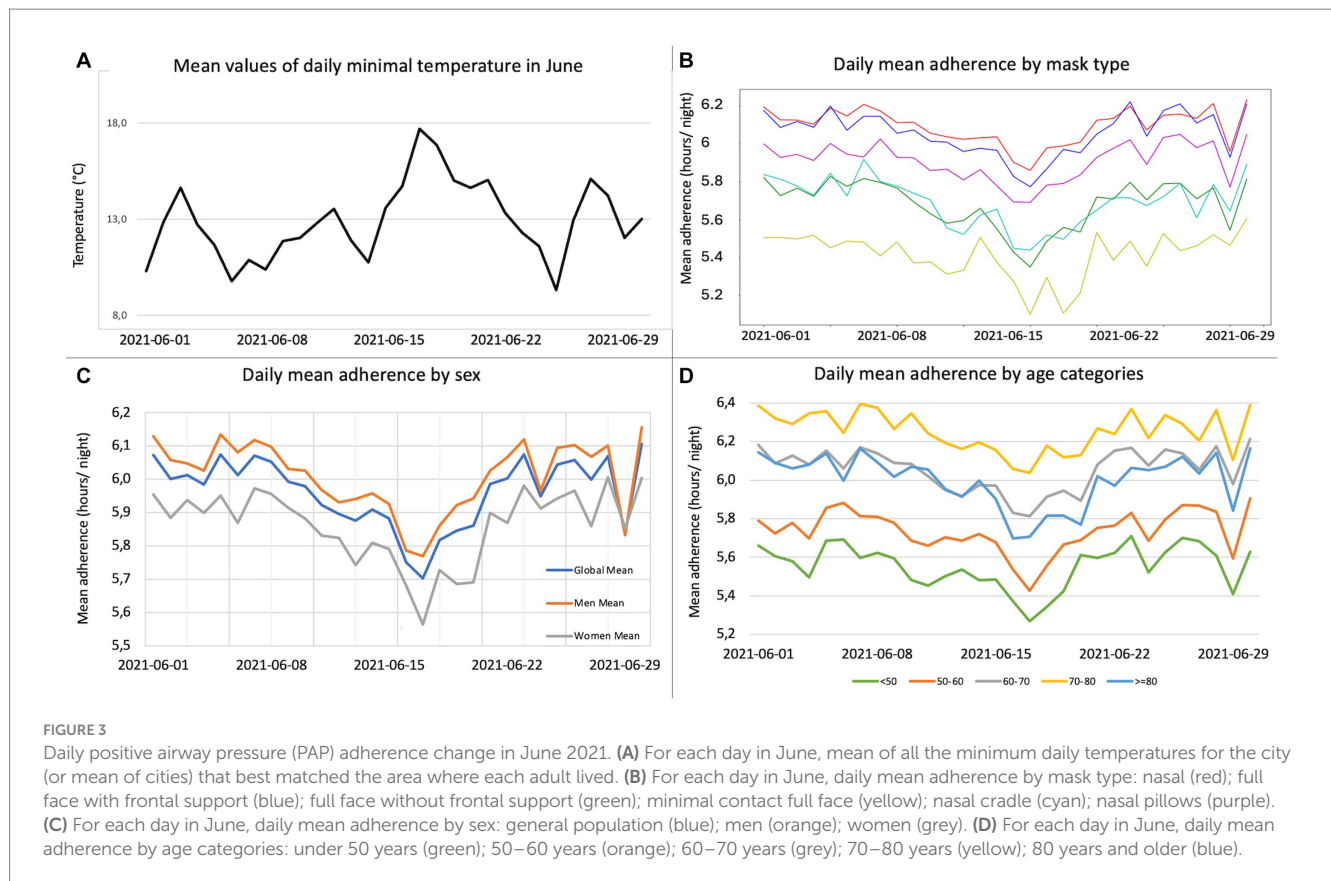 A
Mean values of daily minimal temperature in June
Temperature (°C)
18,0
13,0
8,0
2021-06-01 2021-06-08 2021-06-15 2021-06-22 2021-06-29
B
Daily mean adherence by mask type
Mean adherence (hours/ night)
6.2
6
5.8
5.6
5.4
5.2
2021-06-01 2021-06-08 2021-06-15 2021-06-22 2021-06-29
C
Daily mean adherence by sex
Mean adherence (hours/ night)
6,2
6,1
6,0
5,9
5,8
5,7
5,6
5,5
Global Mean
Men Mean
Women Mean
2021-06-01 2021-06-08 2021-06-15 2021-06-22 2021-06-29
D
Daily mean adherence by age categories
Mean adherence (hours/ night)
6,4
6,2
6,0
5,8
5,6
5,4
5,2
2021-06-01 2021-06-08 2021-06-15 2021-06-22 2021-06-29
<50 50-60 60-70 70-80 >=80
FIGURE 3
Daily positive airway pressure (PAP) adherence change in June 2021. (A) For each day in June, mean of all the minimum daily temperatures for the city
(or mean of cities) that best matched the area where each adult lived. (B) For each day in June, daily mean adherence by mask type: nasal (red); full
face with frontal support (blue); full face without frontal support (green); minimal contact full face (yellow); nasal cradle (cyan); nasal pillows (purple).
(C) For each day in June, daily mean adherence by sex: general population (blue); men (orange); women (grey). (D) For each day in June, daily mean
adherence by age categories: under 50 years (green); 50–60 years (orange); 60–70 years (grey); 70–80 years (yellow); 80 years and older (blue).